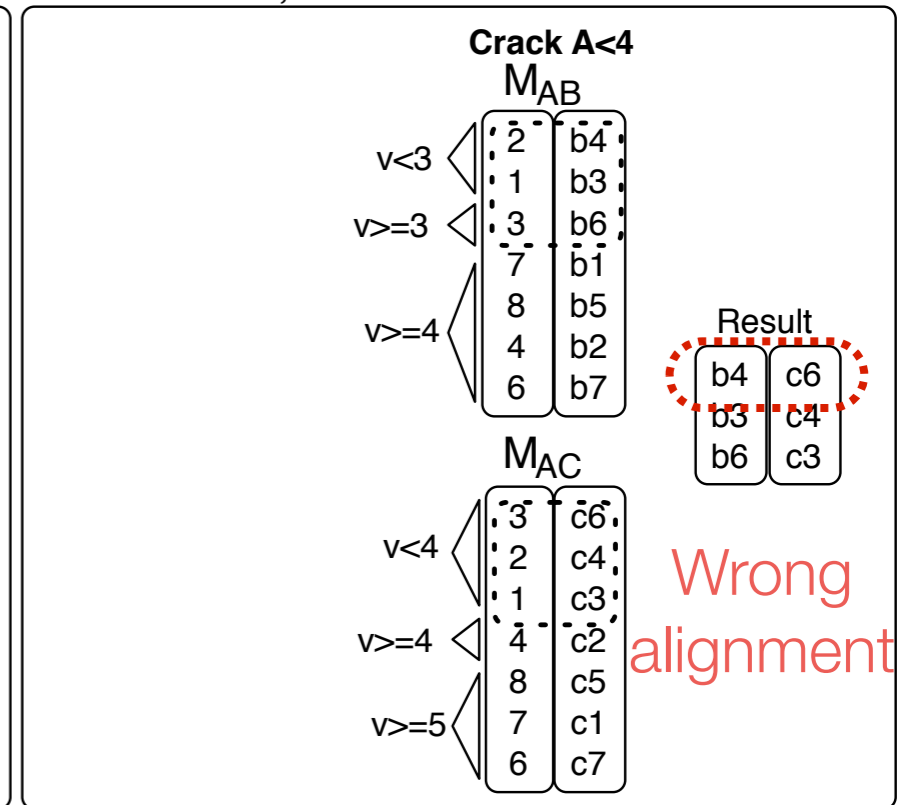 Crack A<4
MAB
v<3
v>=3
v>=4
2 b4
1 b3
3 b6
7 b1
8 b5
4 b2
6 b7
Result
b4 c6
b3 c4
b6 c3
MAC
v<4
v>=4
v>=5
3 c6
2 c4
1 c3
4 c2
8 c5
7 c1
6 c7
Wrong
alignment